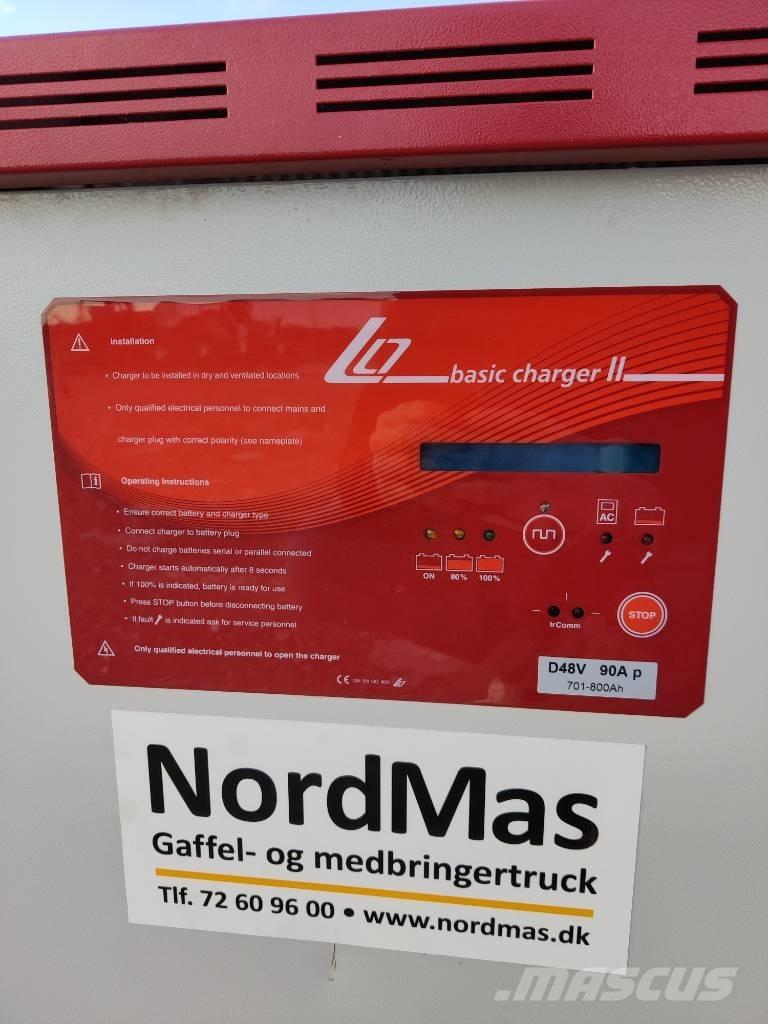 Installation
• Charger to be installed in dry and ventilated locations
• Only qualified electrical personnel to connect mains and
charger plug with correct polarity (see nameplate)
Operating Instructions
• Ensure correct battery and charger type
• Connect charger to battery plug
• Do not charge batteries serial or parallel connected
• Charger starts automatically after 8 seconds
• If 100% is indicated, battery is ready for use
• Press STOP button before disconnecting battery
• If fault is indicated ask for service personnel
Only qualified electrical personnel to open the charger
CE DIN EN ISO 9001
basic charger II
AC
ON 80% 100%
IrComm
STOP
D48V 90A p
701-800Ah
NordMas
Gaffel- og medbringertruck
Tlf. 72 60 96 00 • www.nordmas.dk
MASCUS